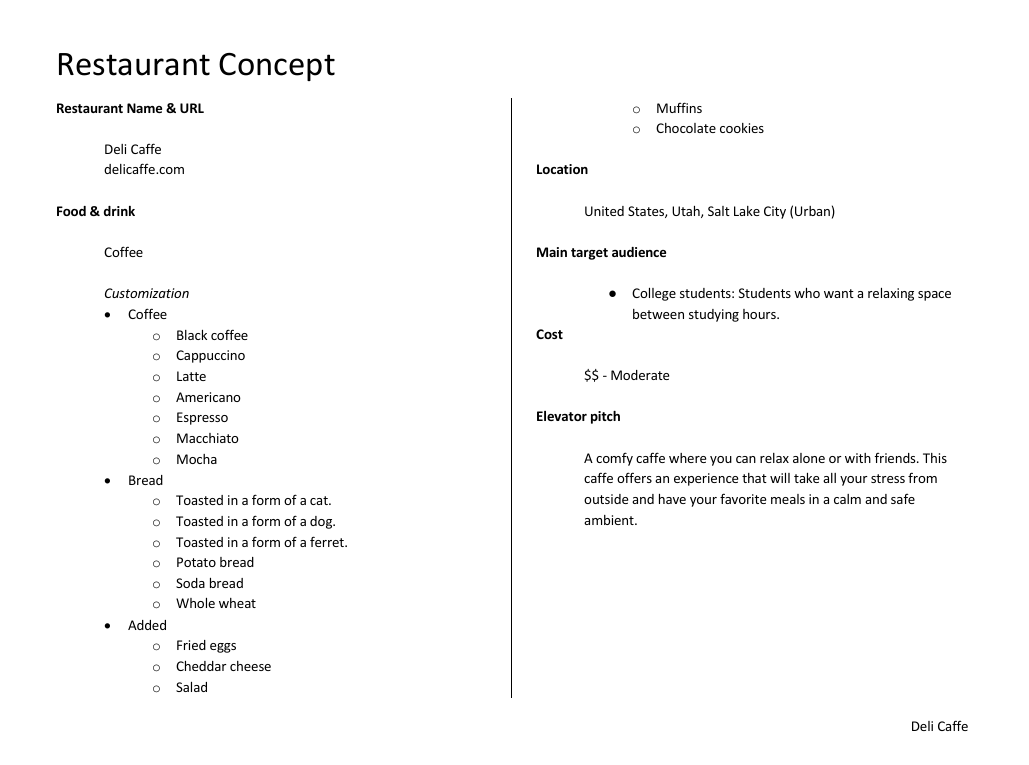 Restaurant Concept
Restaurant Name & URL
Deli Caffe
delicaffe.com
Food & drink
Coffee
Customization
• Coffee
○ Black coffee
○ Cappuccino
○ Latte
○ Americano
○ Espresso
○ Macchiato
○ Mocha
• Bread
○ Toasted in a form of a cat.
○ Toasted in a form of a dog.
○ Toasted in a form of a ferret.
○ Potato bread
○ Soda bread
○ Whole wheat
• Added
○ Fried eggs
○ Cheddar cheese
○ Salad
○ Muffins
○ Chocolate cookies
Location
United States, Utah, Salt Lake City (Urban)
Main target audience
● College students: Students who want a relaxing space
between studying hours.
Cost
$$ - Moderate
Elevator pitch
A comfy caffe where you can relax alone or with friends. This
caffe offers an experience that will take all your stress from
outside and have your favorite meals in a calm and safe
ambient.
Deli Caffe